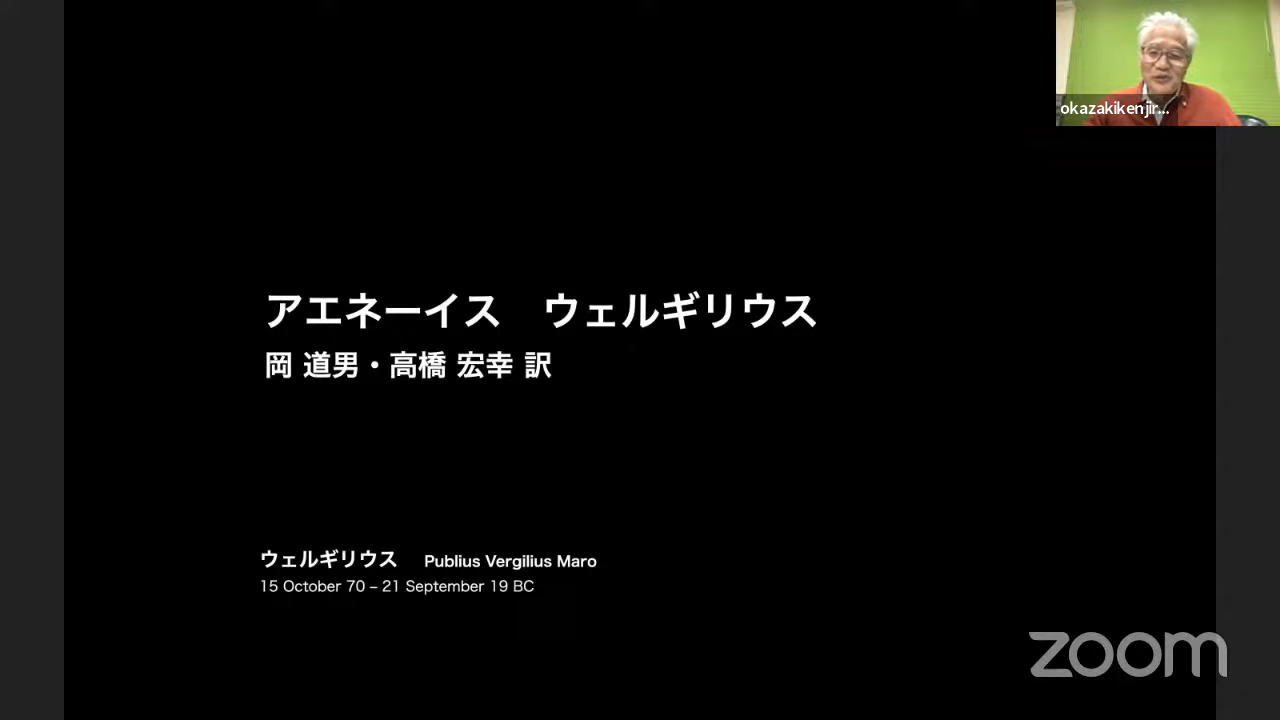 okazakikenjir...
アエネーイス　ウェルギリウス
岡 道男・高橋 宏幸 訳
ウェルギリウス Publius Vergilius Maro
15 October 70 – 21 September 19 BC
zoom